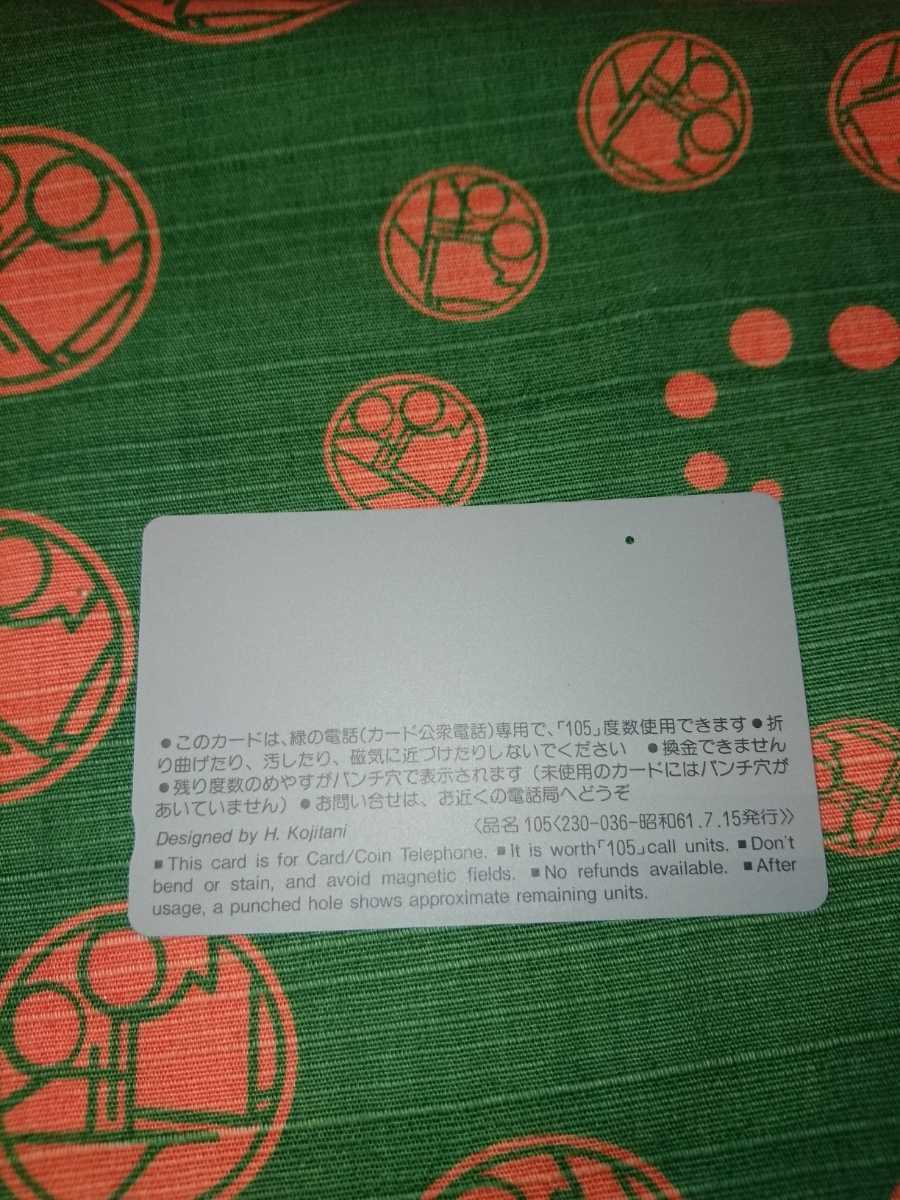 ●このカードは、緑の電話(カード公衆電話)専用で、「105」度数使用できます●折
り曲げたり、汚したり、磁気に近づけたりしないでください ●換金できません
●残り度数のめやすがパンチ穴で表示されます(未使用のカードにはパンチ穴が
あいていません)●お問い合せは、お近くの電話局へどうぞ
Designed by H. Kojitani 〈品名 105〈230-036-昭和61.7.15発行〉〉
■This card is for Card/Coin Telephone. ■It is worth「105」call units. ■Don't
bend or stain, and avoid magnetic fields. ■No refunds available. ■After
usage, a punched hole shows approximate remaining units.